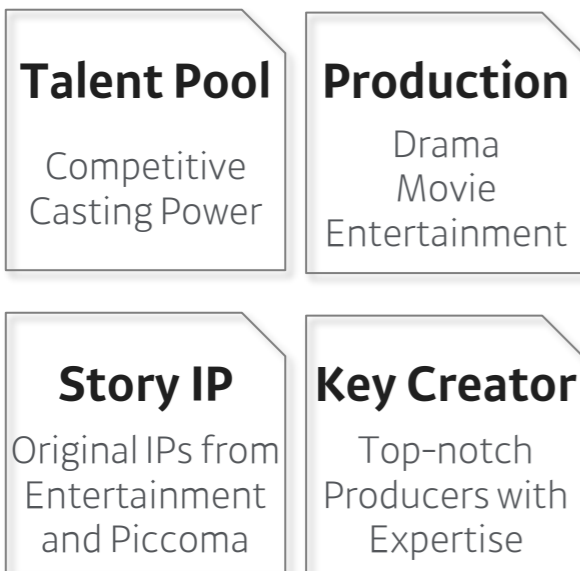 Talent Pool
Competitive
Casting Power
Production
Drama
Movie
Entertainment
Story IP
Original IPs from
Entertainment
and Piccoma
Key Creator
Top-notch
Producers with
Expertise